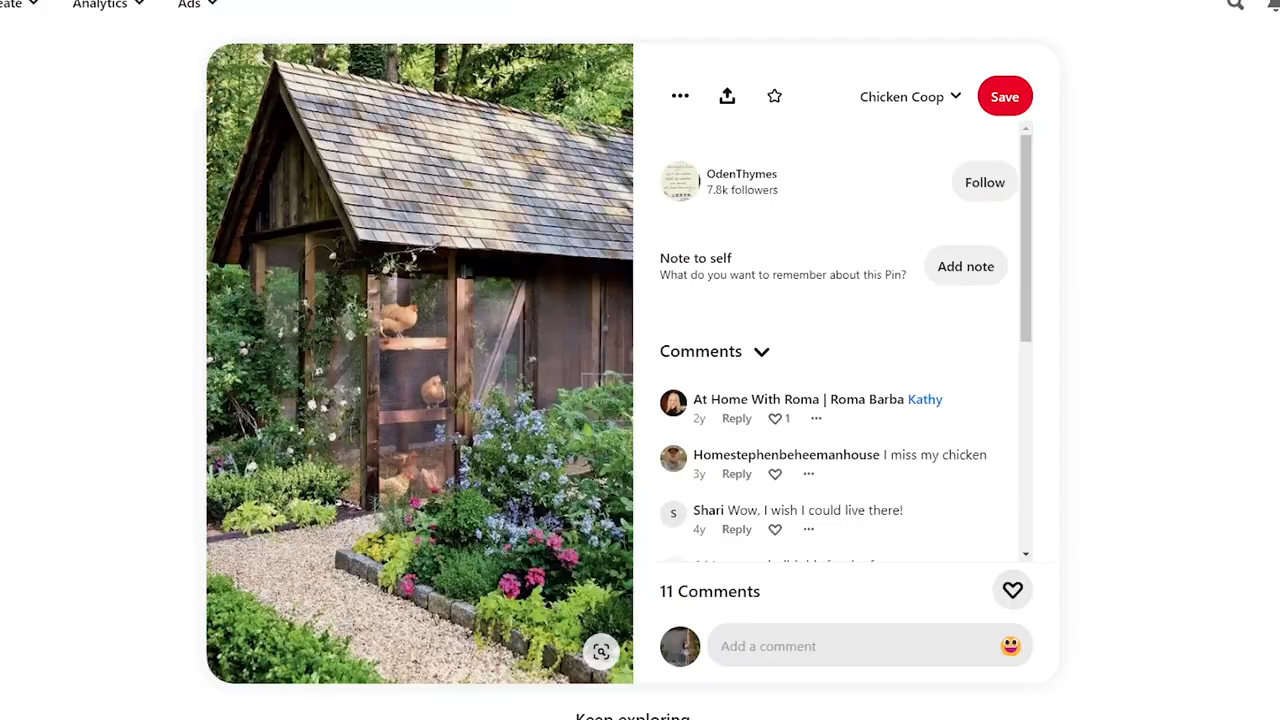 Analytics
Ads
Chicken Coop
Save
OdenThymes
7.8k followers
Follow
Note to self
What do you want to remember about this Pin?
Add note
Comments
At Home With Roma | Roma Barba Kathy
2y Reply 1
Homestephenbeheemanhouse I miss my chicken
3y Reply
S
Shari Wow, I wish I could live there!
4y Reply
11 Comments
Add a comment
Keep exploring